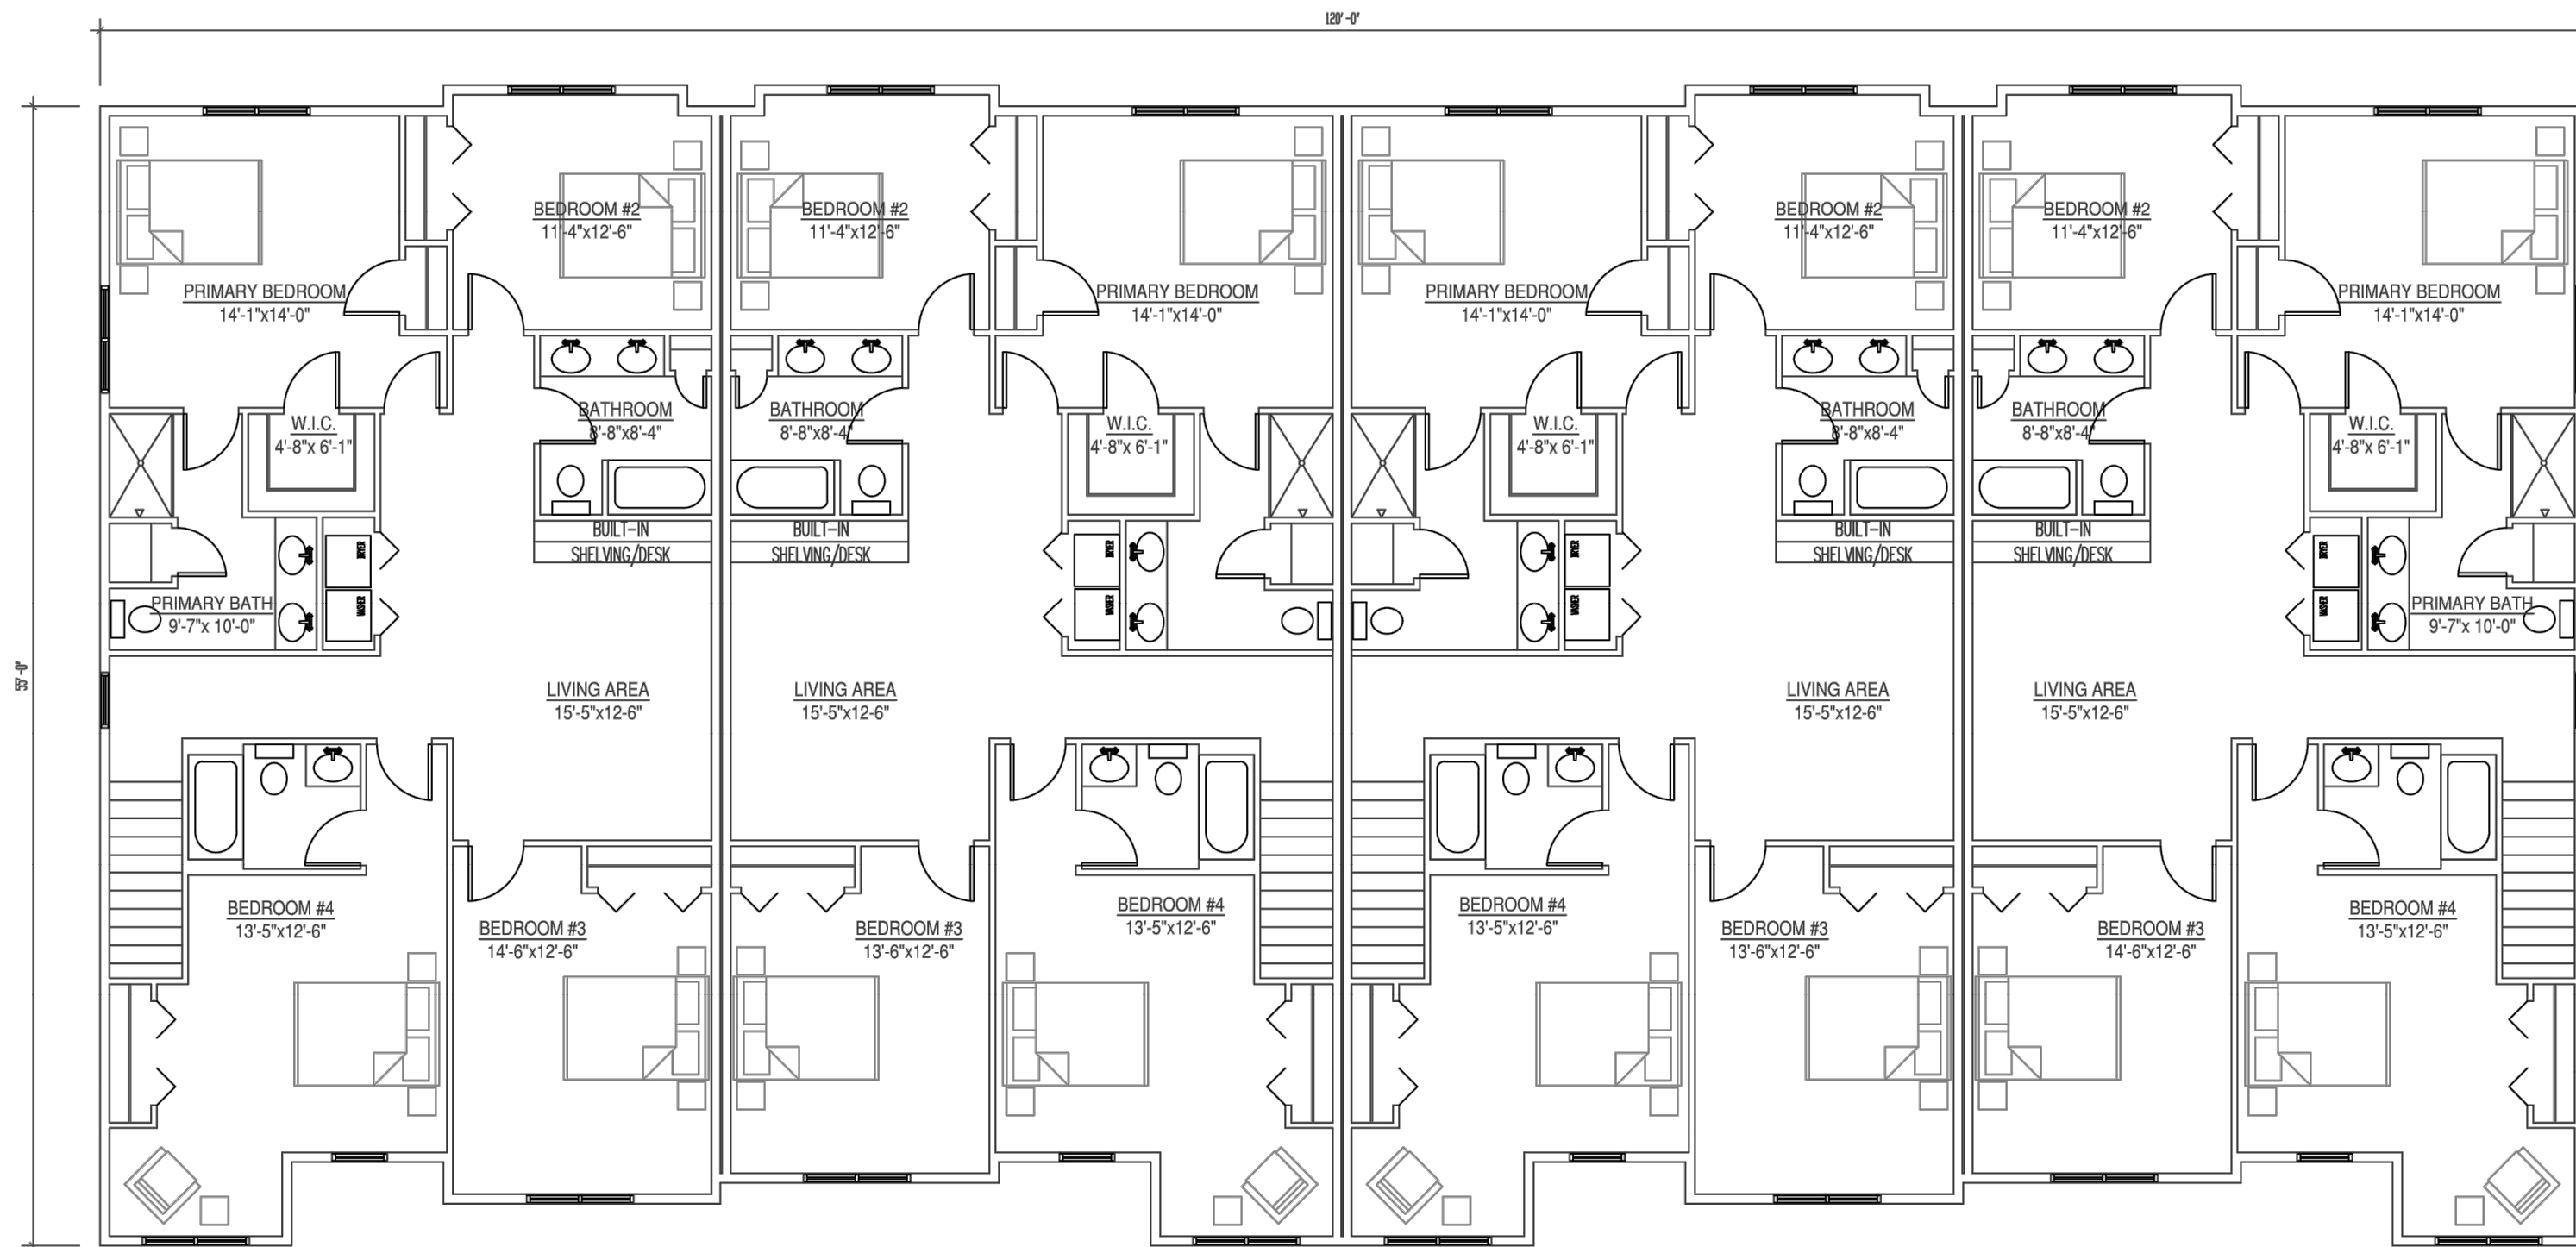 120'-0"
BEDROOM #2
11'-4"x12'-6"
BEDROOM #2
11'-4"x12'-6"
BEDROOM #2
11'-4"x12'-6"
BEDROOM #2
11'-4"x12'-6"
PRIMARY BEDROOM
14'-1"x14'-0"
PRIMARY BEDROOM
14'-1"x14'-0"
PRIMARY BEDROOM
14'-1"x14'-0"
PRIMARY BEDROOM
14'-1"x14'-0"
W.I.C.
4'-8"x 6'-1"
BATHROOM
8'-8"x8'-4"
BATHROOM
8'-8"x8'-4"
W.I.C.
4'-8"x 6'-1"
W.I.C.
4'-8"x 6'-1"
BATHROOM
8'-8"x8'-4"
BATHROOM
8'-8"x8'-4"
W.I.C.
4'-8"x 6'-1"
BUILT-IN
SHELVING/DESK
BUILT-IN
SHELVING/DESK
BUILT-IN
SHELVING/DESK
BUILT-IN
SHELVING/DESK
DRYER
WASHER
DRYER
WASHER
DRYER
WASHER
DRYER
WASHER
PRIMARY BATH
9'-7"x 10'-0"
PRIMARY BATH
9'-7"x 10'-0"
55'-0"
LIVING AREA
15'-5"x12-6"
LIVING AREA
15'-5"x12-6"
LIVING AREA
15'-5"x12-6"
LIVING AREA
15'-5"x12-6"
BEDROOM #4
13'-5"x12'-6"
BEDROOM #3
14'-6"x12'-6"
BEDROOM #3
13'-6"x12'-6"
BEDROOM #4
13'-5"x12'-6"
BEDROOM #4
13'-5"x12'-6"
BEDROOM #3
13'-6"x12'-6"
BEDROOM #3
14'-6"x12'-6"
BEDROOM #4
13'-5"x12'-6"